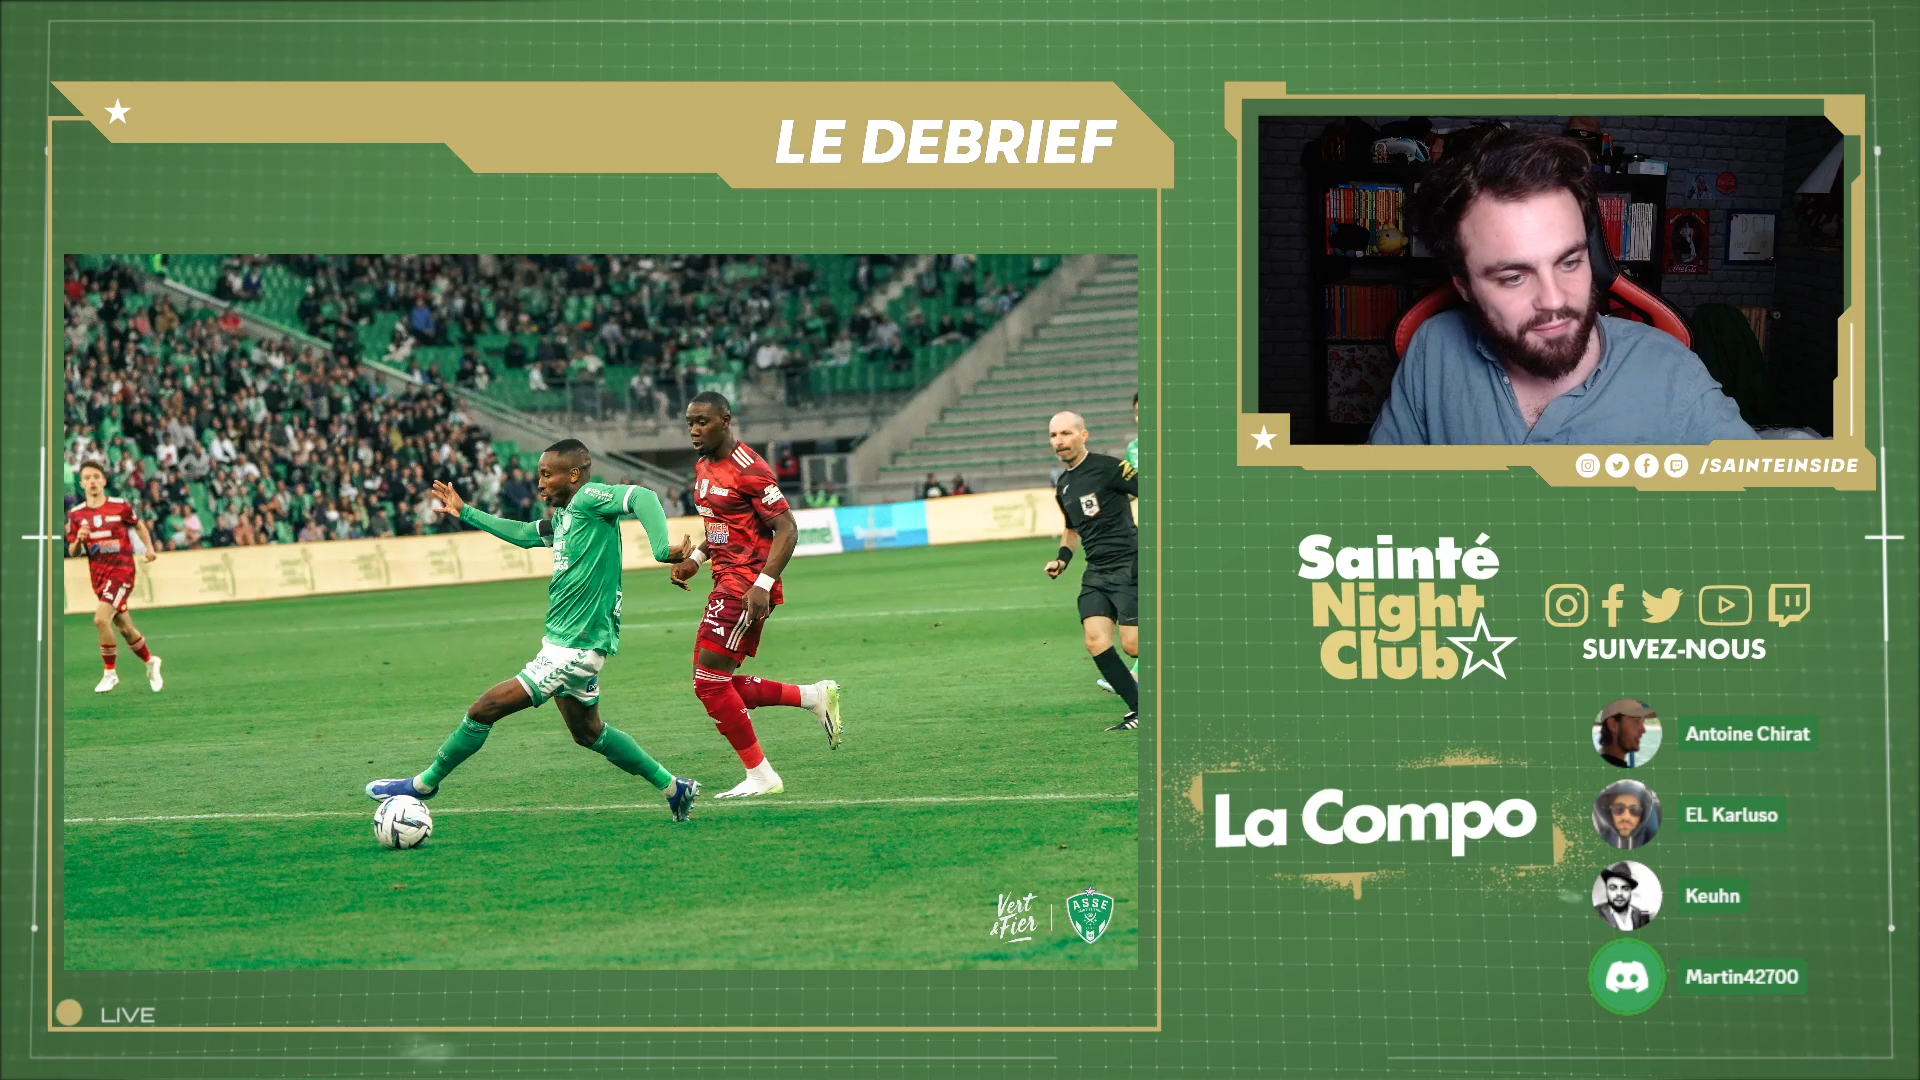 LE DEBRIEF
/SAINTEINSIDE
Sainté
Night
Club
SUIVEZ-NOUS
Antoine Chirat
La Compo
EL Karluso
Keuhn
Martin42700
Vert
&Fier
ASSE
LIVE